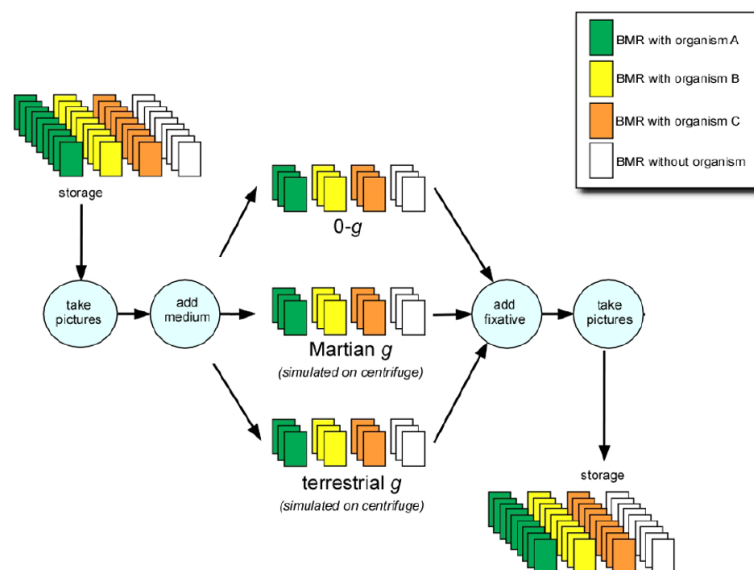 BMR with organism A
BMR with organism B
BMR with organism C
BMR without organism
storage
take
pictures
add
medium
0-g
Martian g
(simulated on centrifuge)
terrestrial g
(simulated on centrifuge)
add
fixative
take
pictures
storage